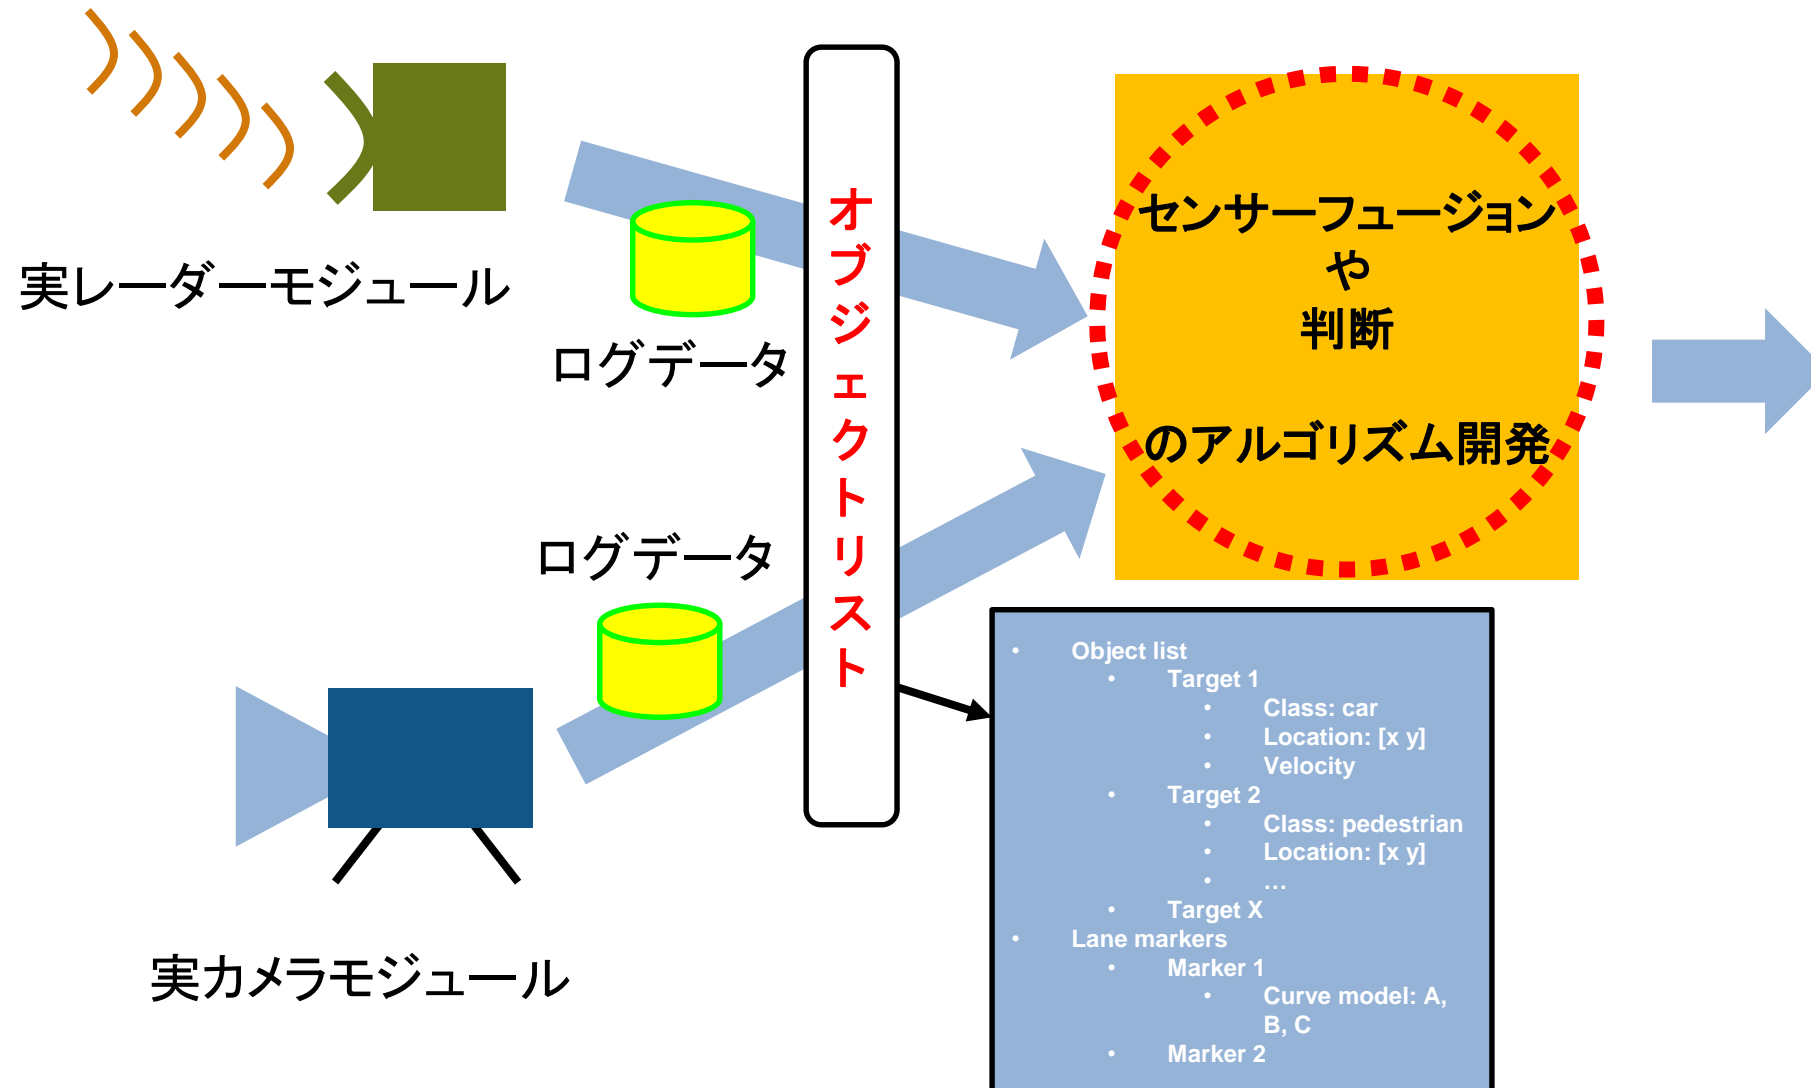 実レーダーモジュール
ログデータ
オブジェクトリスト
センサーフュージョン
や
判断
のアルゴリズム開発
ログデータ
実カメラモジュール
• Object list
• Target 1
• Class: car
• Location: [x y]
• Velocity
• Target 2
• Class: pedestrian
• Location: [x y]
• …
• Target X
• Lane markers
• Marker 1
• Curve model: A,
B, C
• Marker 2